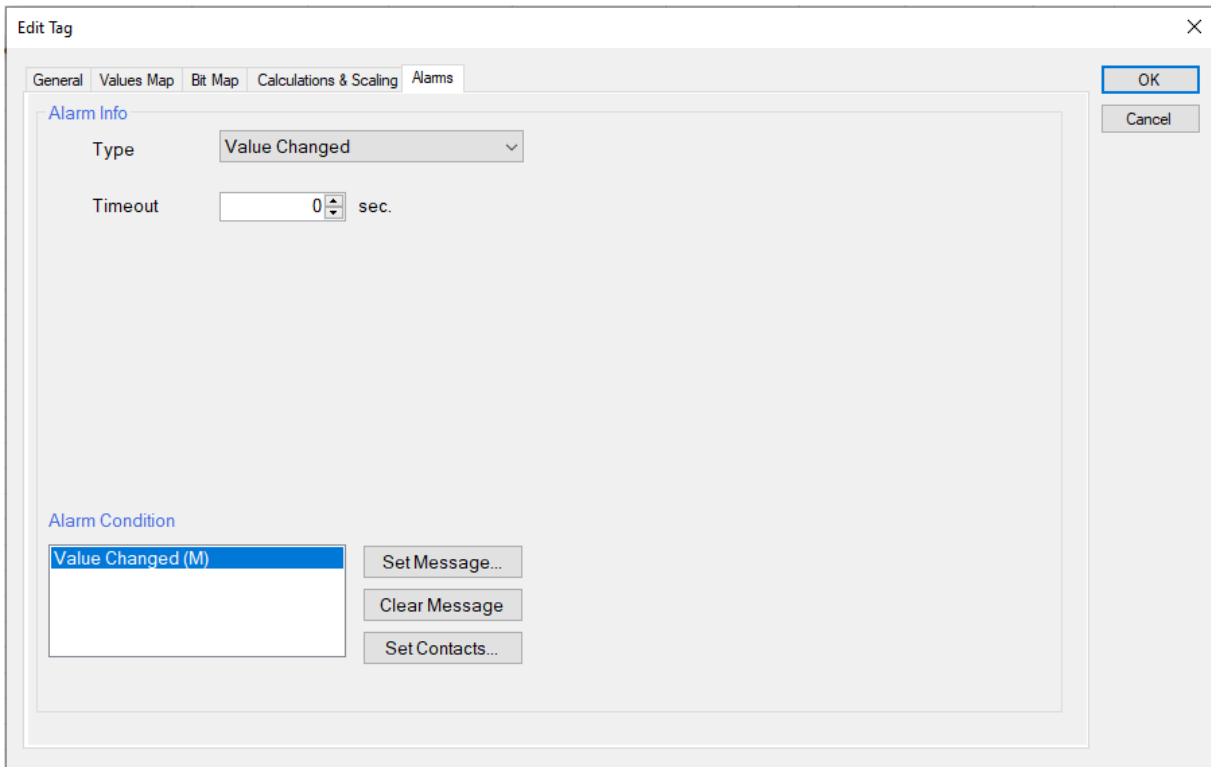 Edit Tag
General Values Map Bit Map Calculations & Scaling Alarms
OK
Cancel
Alarm Info
Type Value Changed
Timeout 0 sec.
Alarm Condition
Value Changed (M)
Set Message...
Clear Message
Set Contacts...